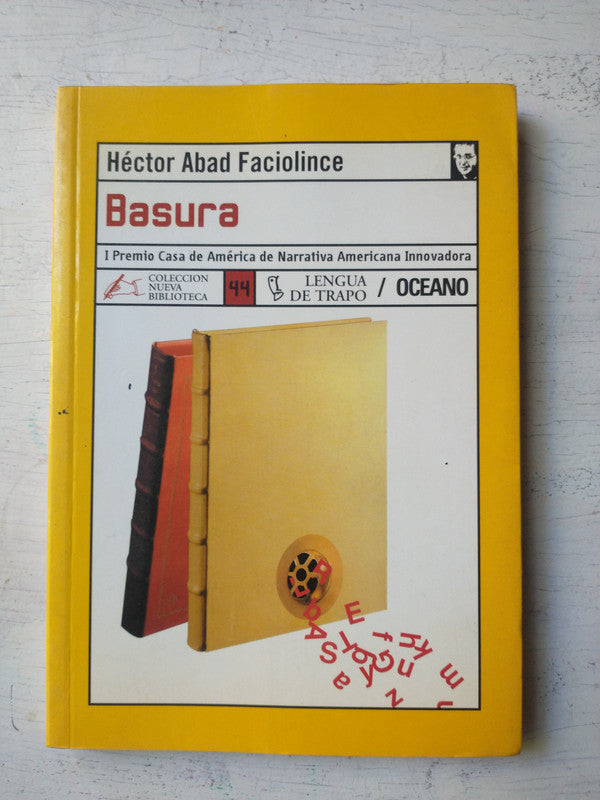 Héctor Abad Faciolince
Basura
I Premio Casa de América de Narrativa Americana Innovadora
COLECCION
NUEVA
BIBLIOTECA
44
LENGUA
DE TRAPO / OCEANO